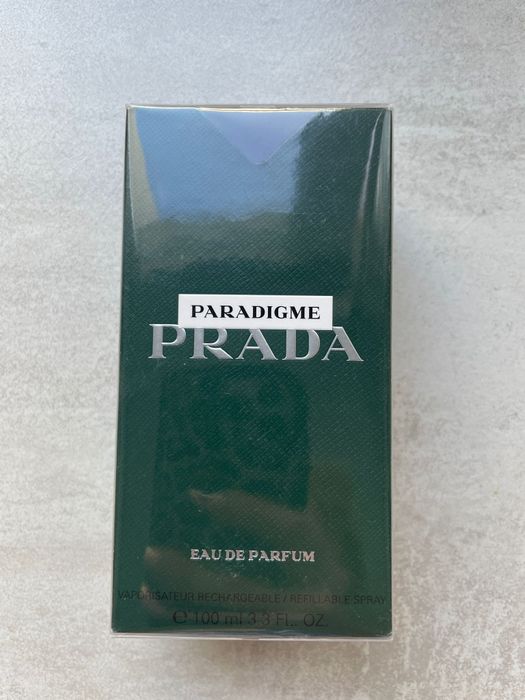 PARADIGME
PRADA
EAU DE PARFUM
VAPORISATEUR RECHARGEABLE / REFILLABLE SPRAY
℮ 100 ml 3.3 FL. OZ.